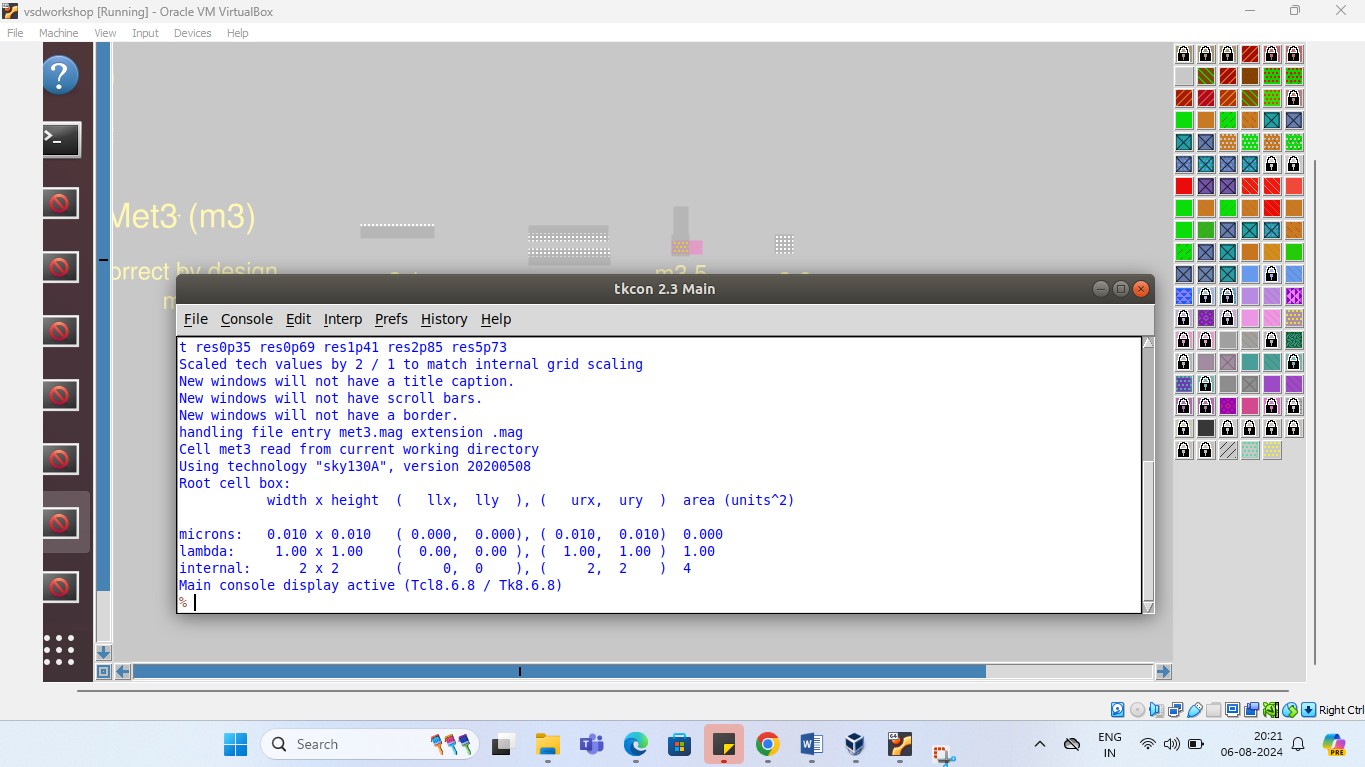 vsdworkshop [Running] - Oracle VM VirtualBox
File Machine View Input Devices Help
Met3 (m3)
orrect by design
tkcon 2.3 Main
File Console Edit Interp Prefs History Help
t res0p35 res0p69 res1p41 res2p85 res5p73
Scaled tech values by 2 / 1 to match internal grid scaling
New windows will not have a title caption.
New windows will not have scroll bars.
New windows will not have a border.
handling file entry met3.mag extension .mag
Cell met3 read from current working directory
Using technology "sky130A", version 20200508
Root cell box:
width x height ( llx, lly ), ( urx, ury ) area (units^2)
microns: 0.010 x 0.010 ( 0.000, 0.000), ( 0.010, 0.010) 0.000
lambda: 1.00 x 1.00 ( 0.00, 0.00 ), ( 1.00, 1.00 ) 1.00
internal: 2 x 2 ( 0, 0 ), ( 2, 2 ) 4
Main console display active (Tcl8.6.8 / Tk8.6.8)
%
Right Ctrl
Search
ENG
IN
20:21
06-08-2024
PRE